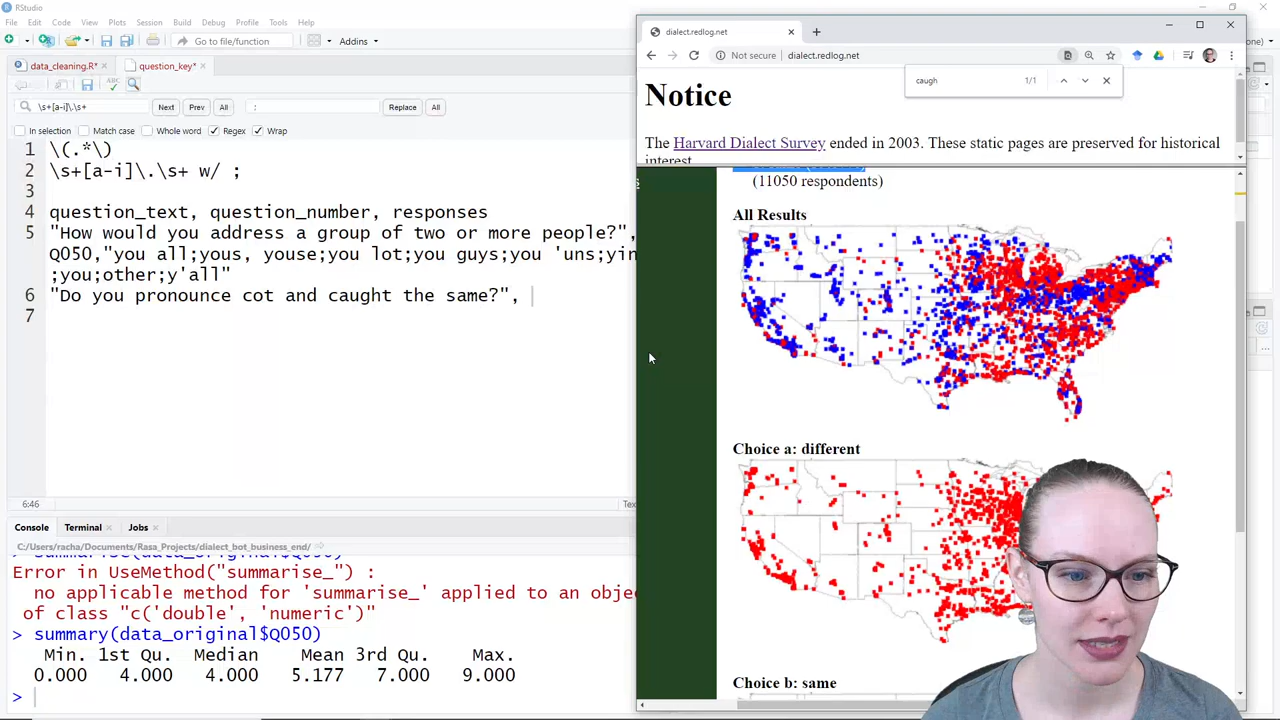 RStudio
File Edit Code View Plots Session Build Debug Profile Tools Help
Go to file/function
Addins
data_cleaning.R*
question_key*
\s+[a-i]\.\s+
Next Prev All
:
Replace All
In selection Match case Whole word Regex Wrap
1 \(.*\)
2 \s+[a-i]\.\s+ w/ ;
3
4 question_text, question_number, responses
5 "How would you address a group of two or more people?",
Q050,"you all;yous, youse;you lot;you guys;you 'uns;yin
;you;other;y'all"
6 "Do you pronounce cot and caught the same?",
7
6:46
Console Terminal Jobs
C:/Users/racha/Documents/Rasa_Projects/dialect_bot_business_end/
Error in UseMethod("summarise_") :
no applicable method for 'summarise_' applied to an obje
of class "c('double', 'numeric')"
> summary(data_original$Q050)
Min. 1st Qu. Median Mean 3rd Qu. Max.
0.000 4.000 4.000 5.177 7.000 9.000
>
dialect.redlog.net
Not secure dialect.redlog.net
caugh 1/1
Notice
The Harvard Dialect Survey ended in 2003. These static pages are preserved for historical
interest.
(11050 respondents)
All Results
Choice a: different
Choice b: same